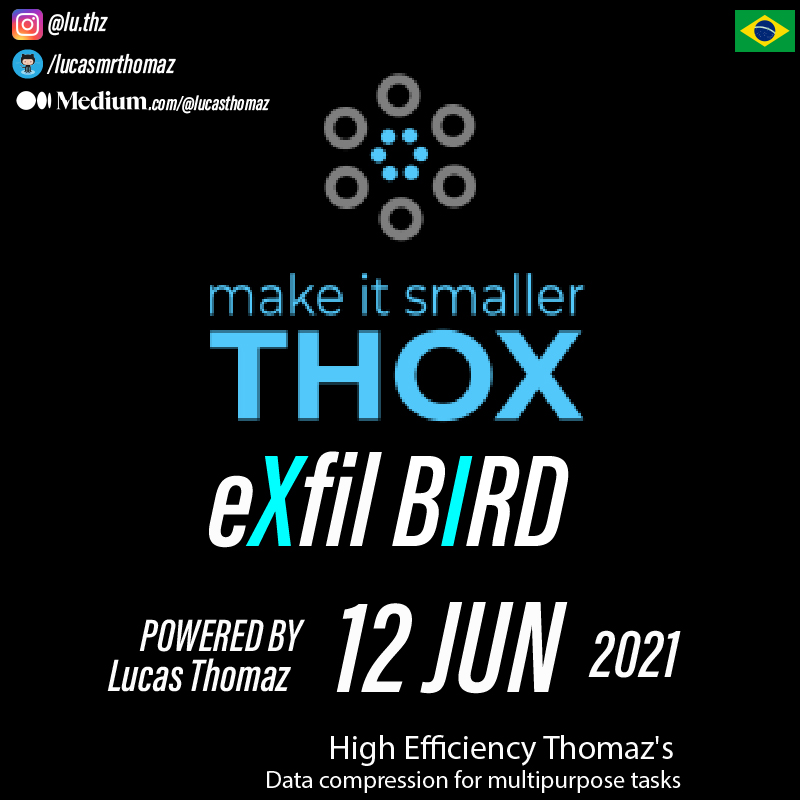 @lu.thz
/lucasmrthomaz
Medium.com/@lucasthomaz
make it smaller
THOX
eXfil BIRD
POWERED BY
Lucas Thomaz
12 JUN 2021
High Efficiency Thomaz's
Data compression for multipurpose tasks